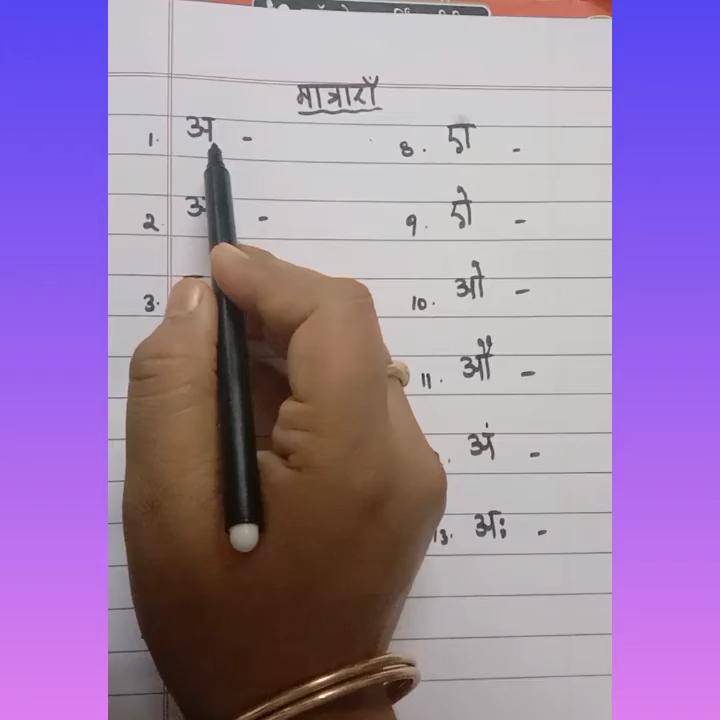 मात्राएँ
1. अ -
2 -
3.
8. ए -
9. ऐ -
10. ओ -
11. औ -
. अं -
13. अः -